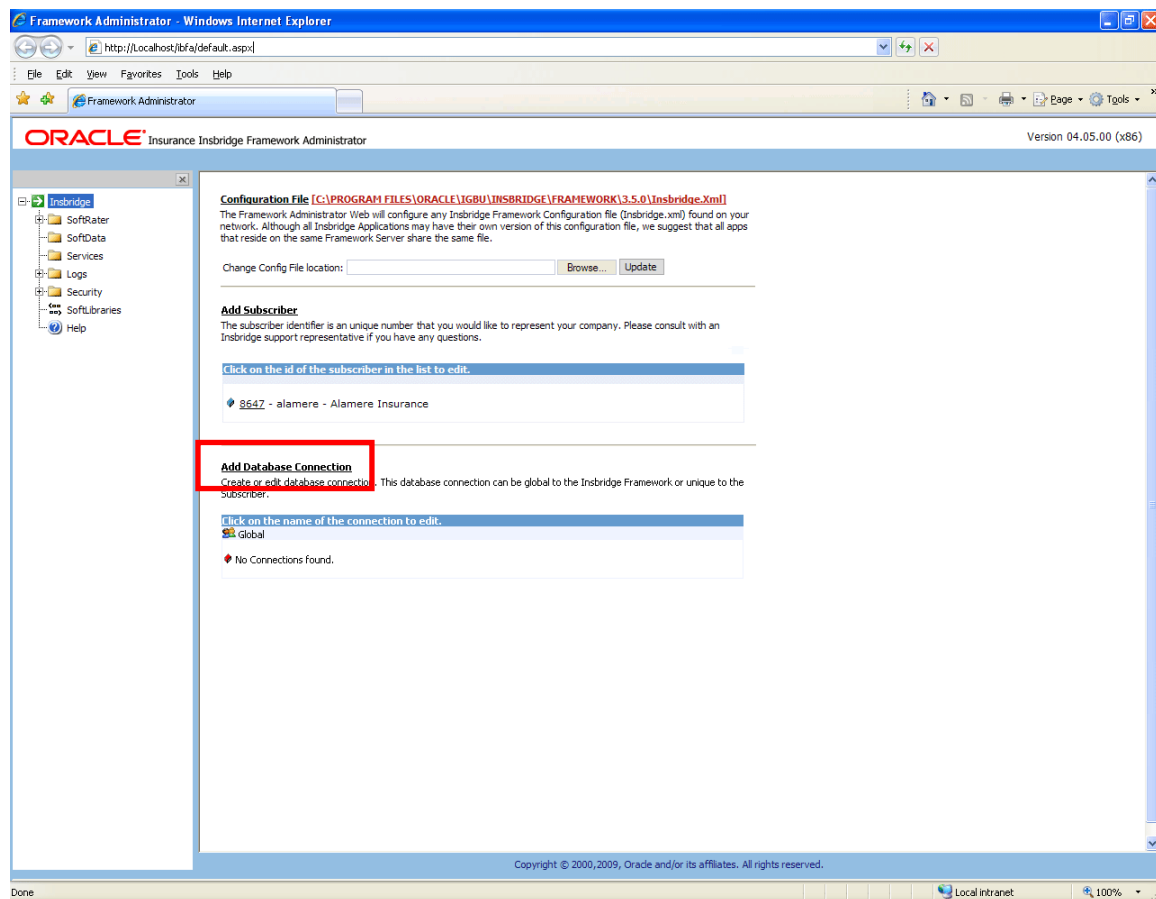 Framework Administrator - Windows Internet Explorer
http://Localhost/ibfa/default.aspx
File Edit View Favorites Tools Help
Framework Administrator
Page Tools
ORACLE Insurance Insbridge Framework Administrator
Version 04.05.00 (x86)
Insbridge
SoftRater
SoftData
Services
Logs
Security
SoftLibraries
Help
Configuration File [C:\PROGRAM FILES\ORACLE\IGBU\INSBRIDGE\FRAMEWORK\3.5.0\Insbridge.Xml]
The Framework Administrator Web will configure any Insbridge Framework Configuration file (Insbridge.xml) found on your
network. Although all Insbridge Applications may have their own version of this configuration file, we suggest that all apps
that reside on the same Framework Server share the same file.
Change Config File location: Browse... Update
Add Subscriber
The subscriber identifier is an unique number that you would like to represent your company. Please consult with an
Insbridge support representative if you have any questions.
Click on the id of the subscriber in the list to edit.
8647 - alamere - Alamere Insurance
Add Database Connection
Create or edit database connection. This database connection can be global to the Insbridge Framework or unique to the
Subscriber.
Click on the name of the connection to edit.
Global
No Connections found.
Copyright © 2000,2009, Oracle and/or its affiliates. All rights reserved.
Done
Local intranet
100%